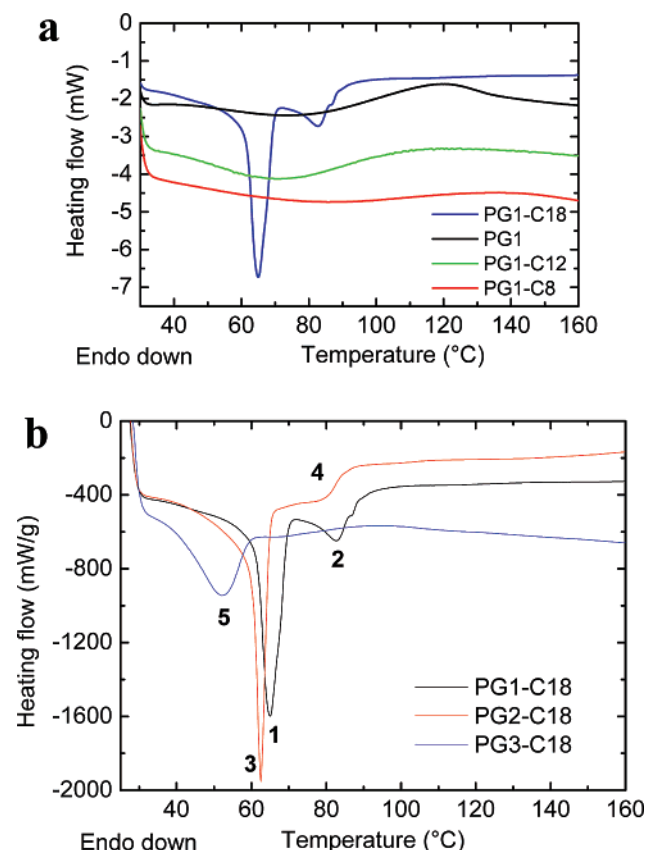 a
0
-1
-2
-3
-4
-5
-6
-7
Heating flow (mW)
PG1-C18
PG1
PG1-C12
PG1-C8
40 60 80 100 120 140 160
Endo down Temperature (°C)
b
0
-400
-800
-1200
-1600
-2000
Heating flow (mW/g)
4
2
5
1
3
PG1-C18
PG2-C18
PG3-C18
40 60 80 100 120 140 160
Endo down Temperature (°C)